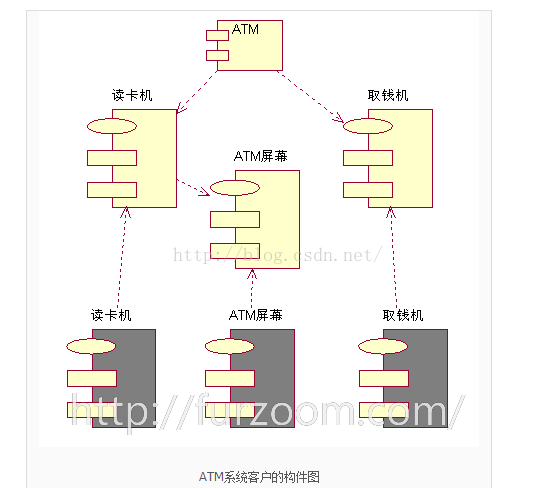 ATM
读卡机
取钱机
ATM屏幕
http://blog.csdn.net/
读卡机
ATM屏幕
取钱机
http://furzoom.com/
ATM系统客户的构件图